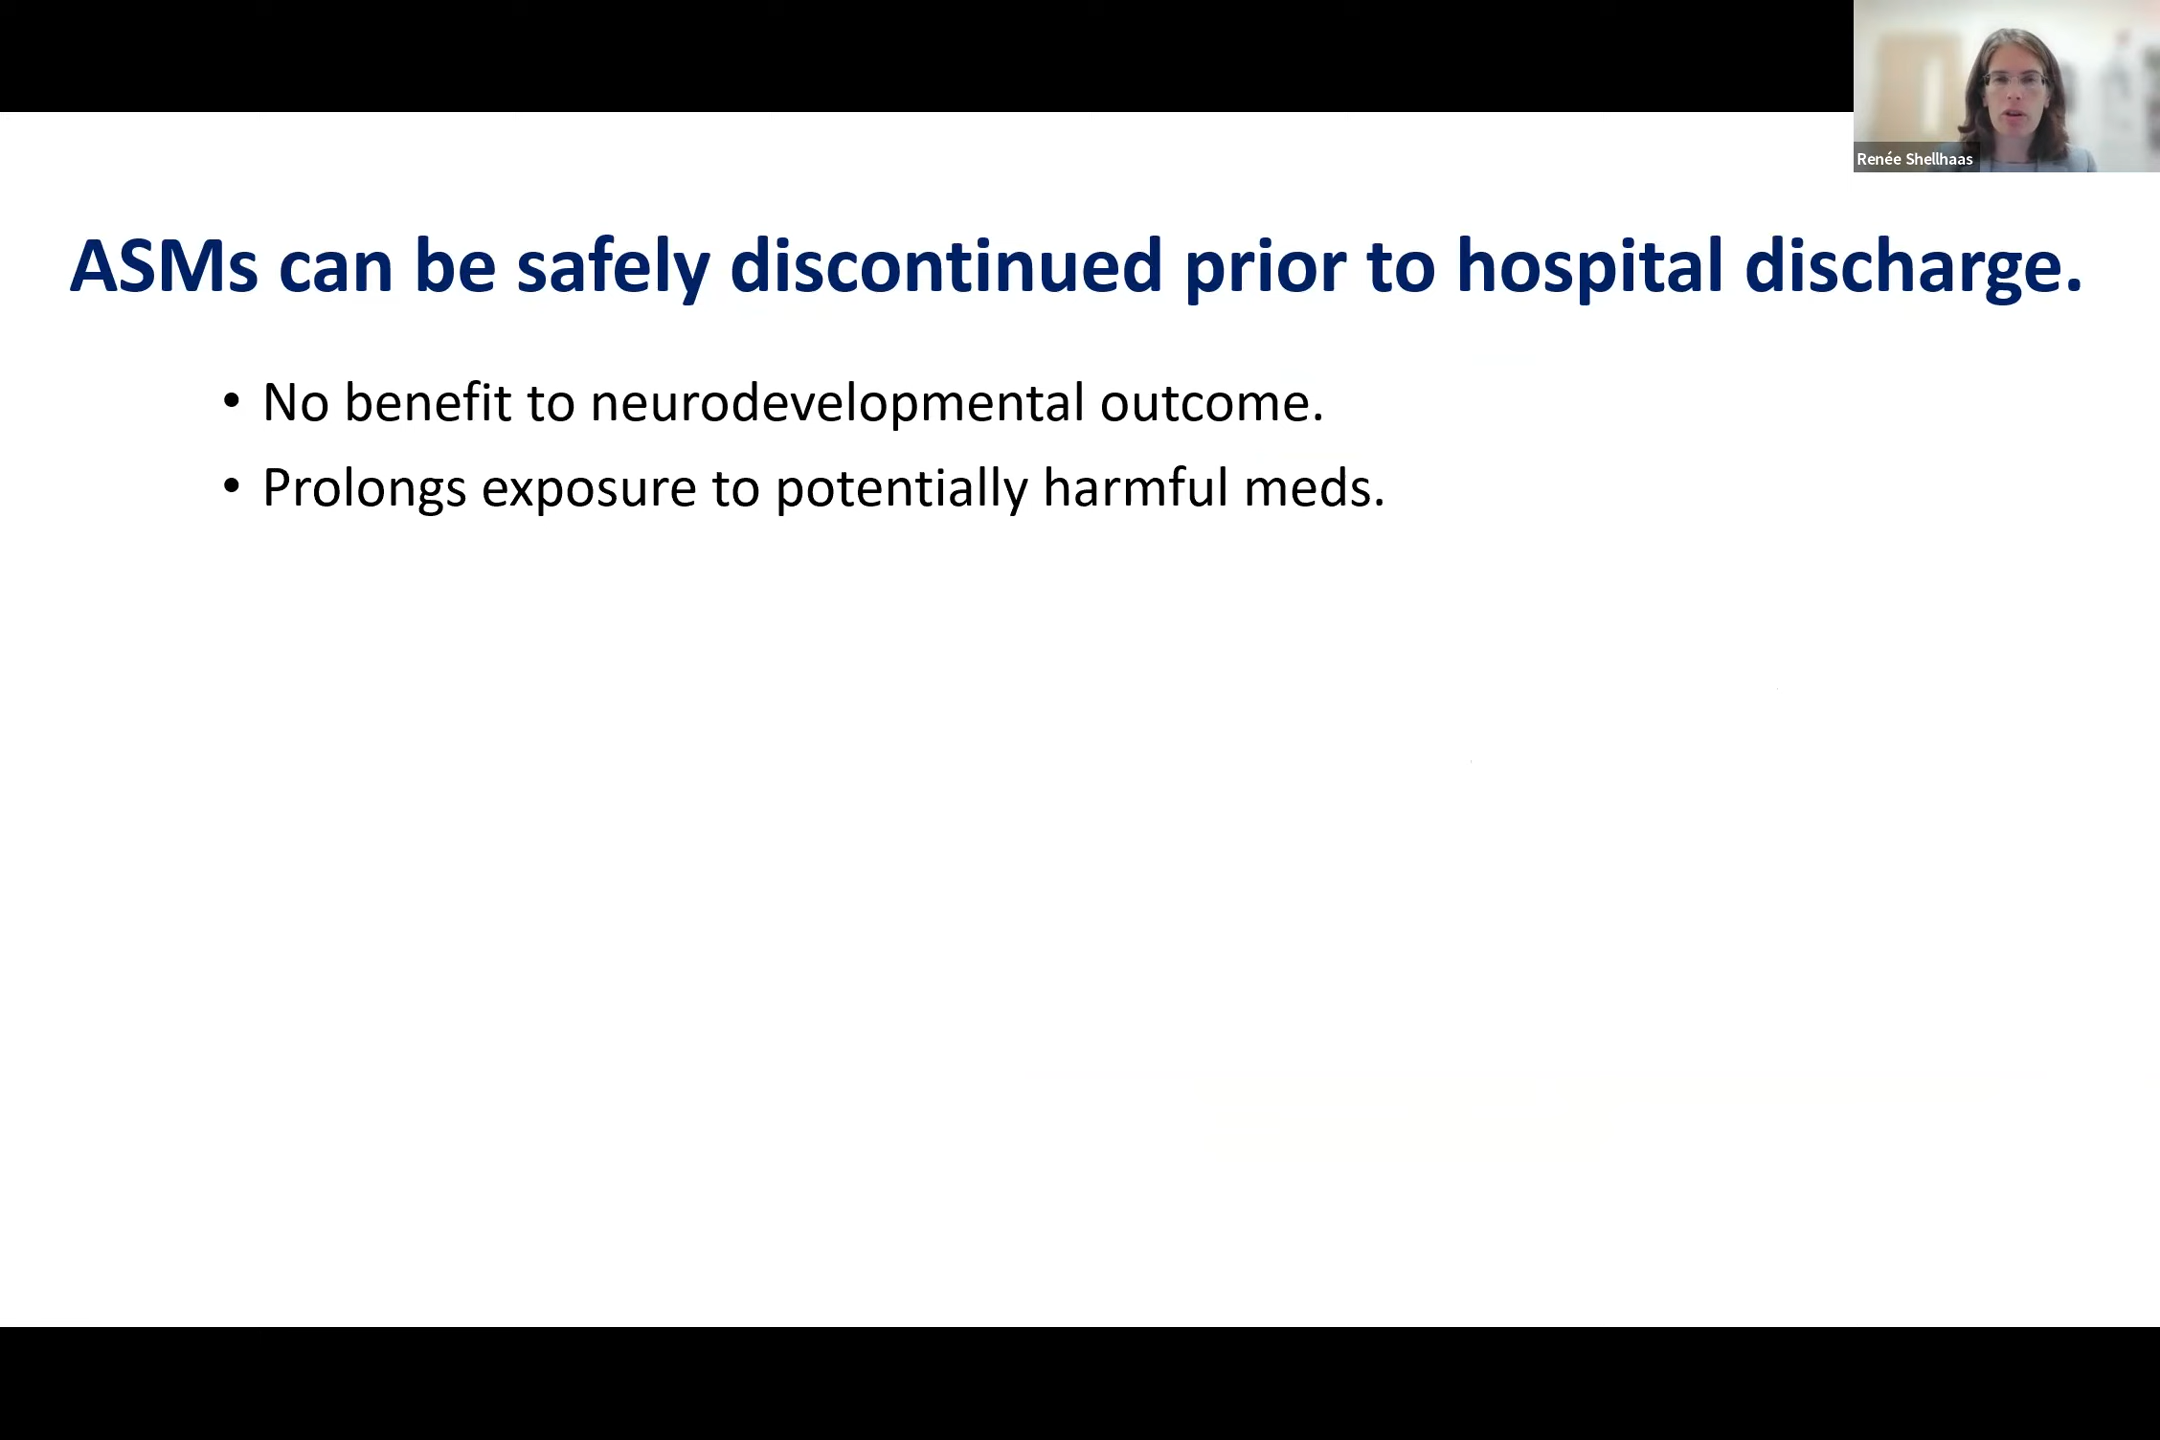 Renée Shellhaas
ASMs can be safely discontinued prior to hospital discharge.
• No benefit to neurodevelopmental outcome.
• Prolongs exposure to potentially harmful meds.